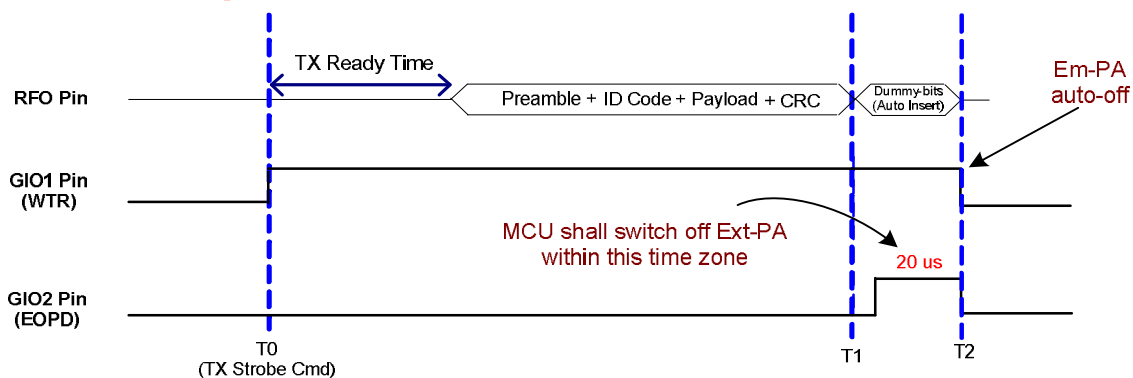 TX Ready Time
Em-PA
auto-off
RFO Pin
Preamble + ID Code + Payload + CRC
Dummy-bits
(Auto Insert)
GIO1 Pin
(WTR)
MCU shall switch off Ext-PA
within this time zone
20 us
GIO2 Pin
(EOPD)
T0
(TX Strobe Cmd)
T1
T2